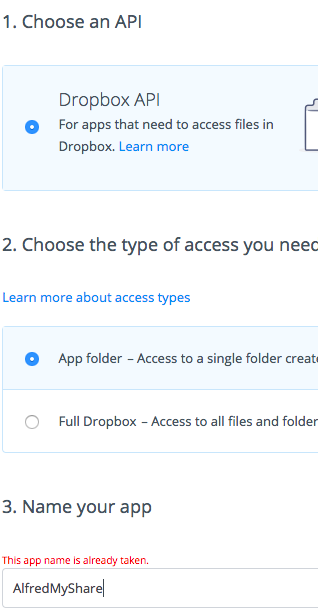 1. Choose an API
Dropbox API
For apps that need to access files in
Dropbox. Learn more
2. Choose the type of access you need
Learn more about access types
App folder – Access to a single folder create
Full Dropbox – Access to all files and folder
3. Name your app
This app name is already taken.
AlfredMyShare